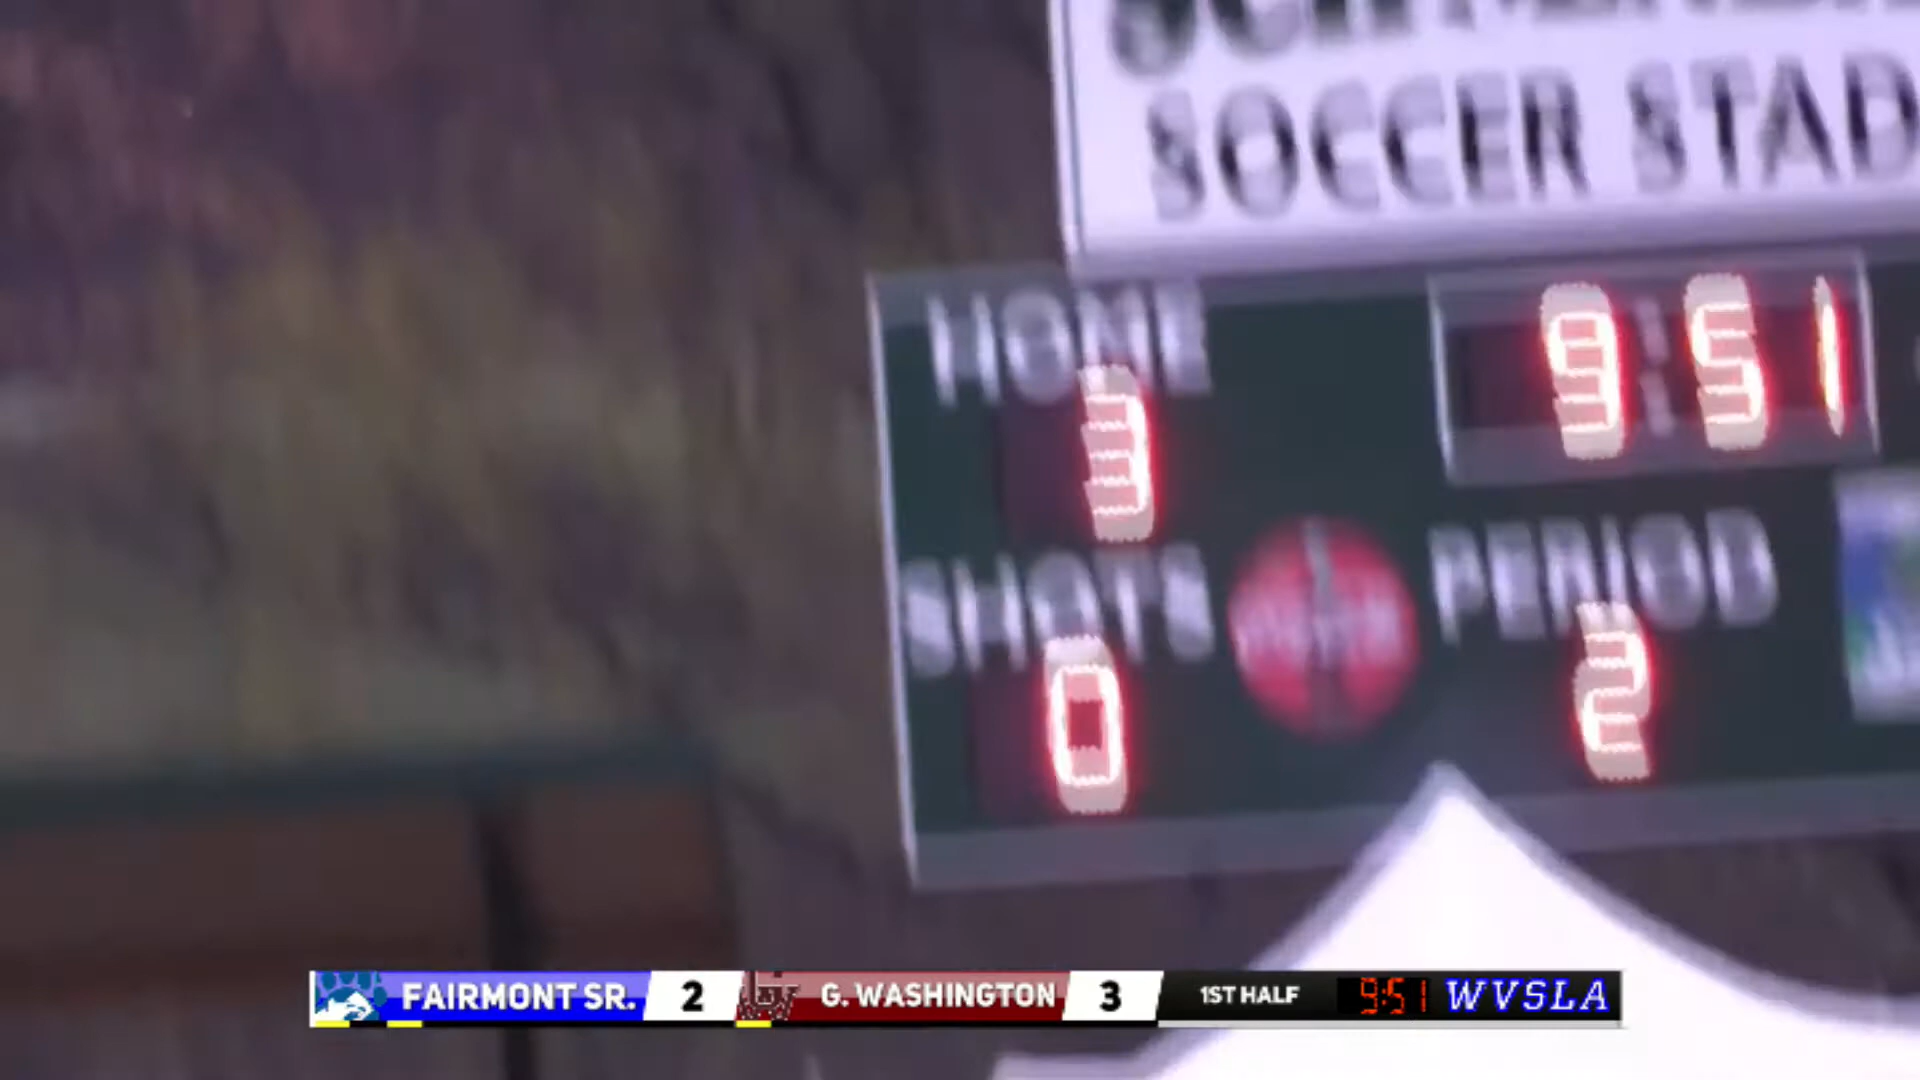 SOCCER STAD
HOME
9:51
3
SHOTS
PERIOD
0
2
FAIRMONT SR. 2 G. WASHINGTON 3 1ST HALF 9:51 WVSLA